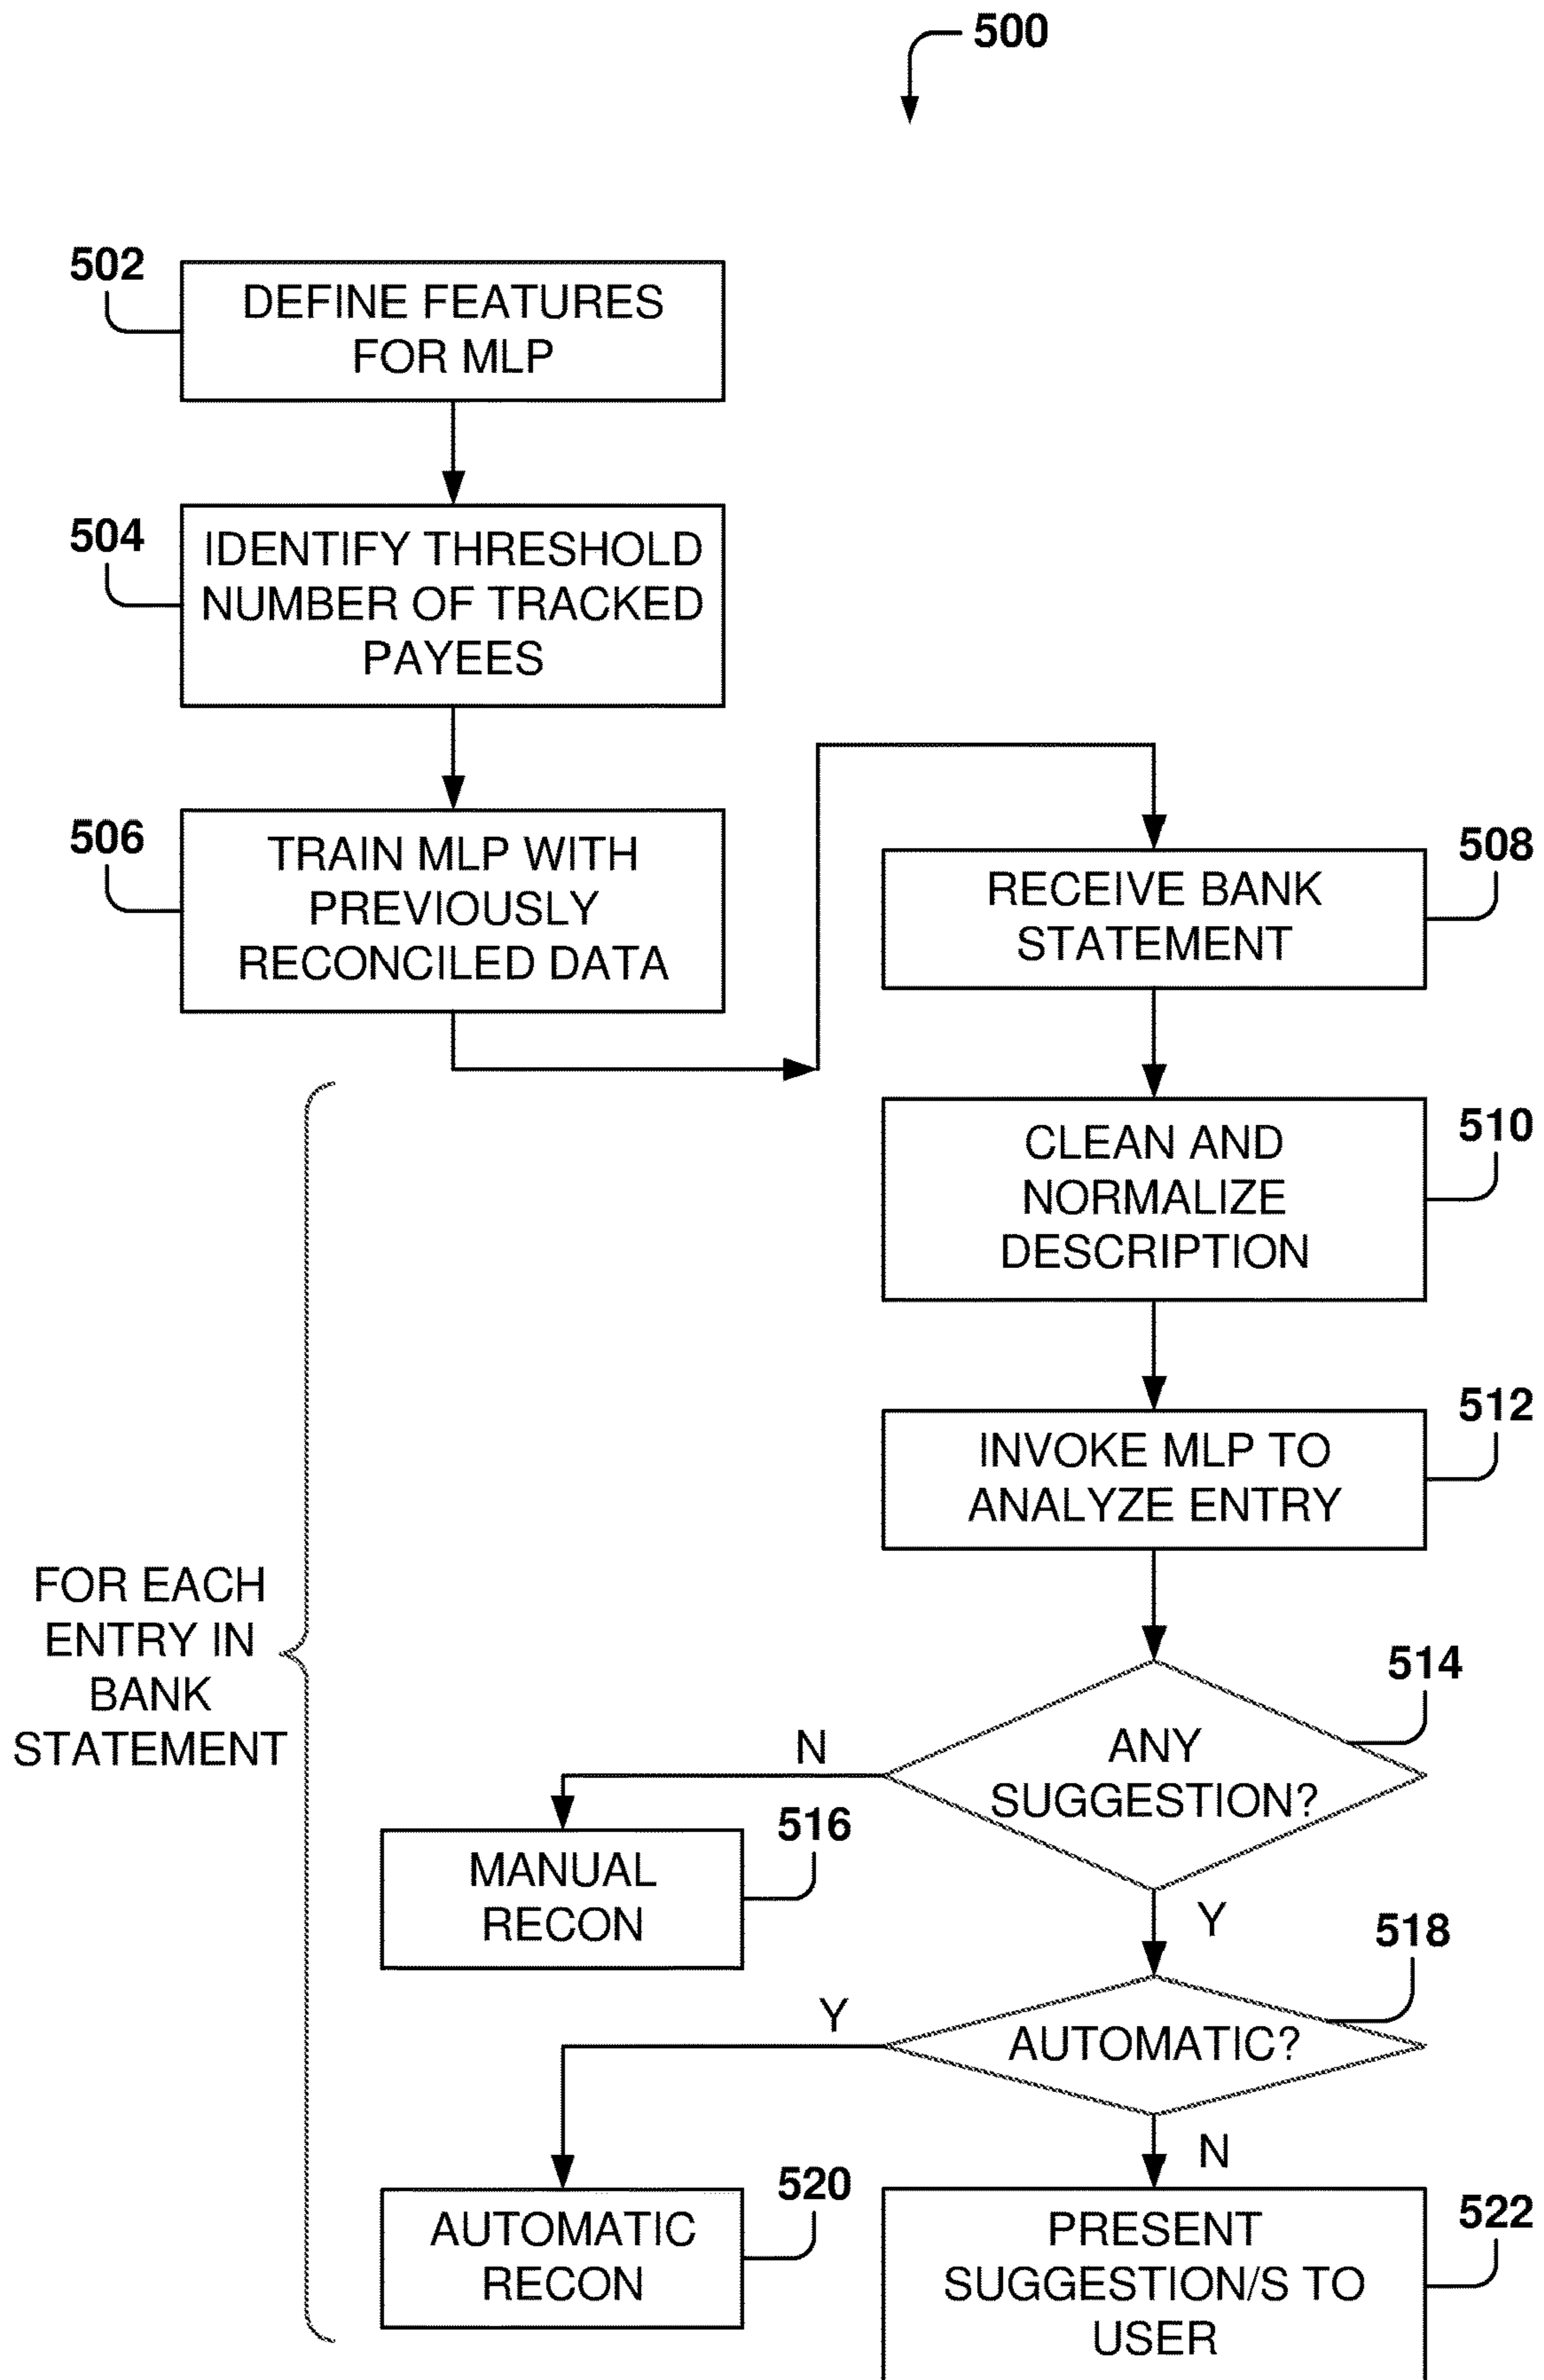 500
502
DEFINE FEATURES
FOR MLP
504
IDENTIFY THRESHOLD
NUMBER OF TRACKED
PAYEES
506
TRAIN MLP WITH
PREVIOUSLY
RECONCILED DATA
508
RECEIVE BANK
STATEMENT
510
CLEAN AND
NORMALIZE
DESCRIPTION
512
INVOKE MLP TO
ANALYZE ENTRY
FOR EACH
ENTRY IN
BANK
STATEMENT
514
ANY
SUGGESTION?
N
516
MANUAL
RECON
Y
518
AUTOMATIC?
Y
N
520
AUTOMATIC
RECON
522
PRESENT
SUGGESTION/S TO
USER